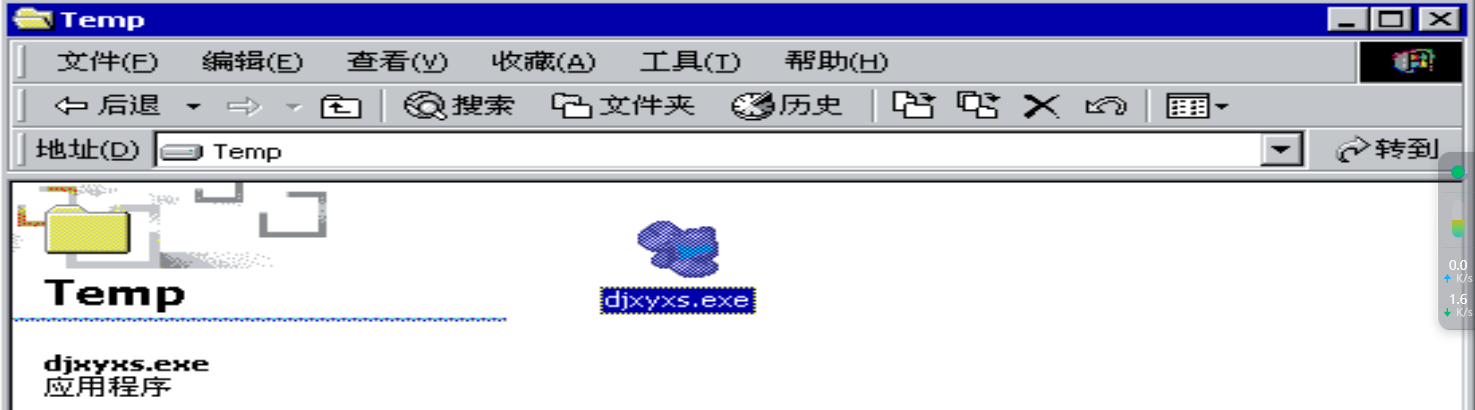 Temp
文件(F) 编辑(E) 查看(V) 收藏(A) 工具(T) 帮助(H)
后退 搜索 文件夹 历史
地址(D) Temp 转到
djxyxs.exe
Temp
djxyxs.exe
应用程序
0.0
K/s
1.6
K/s